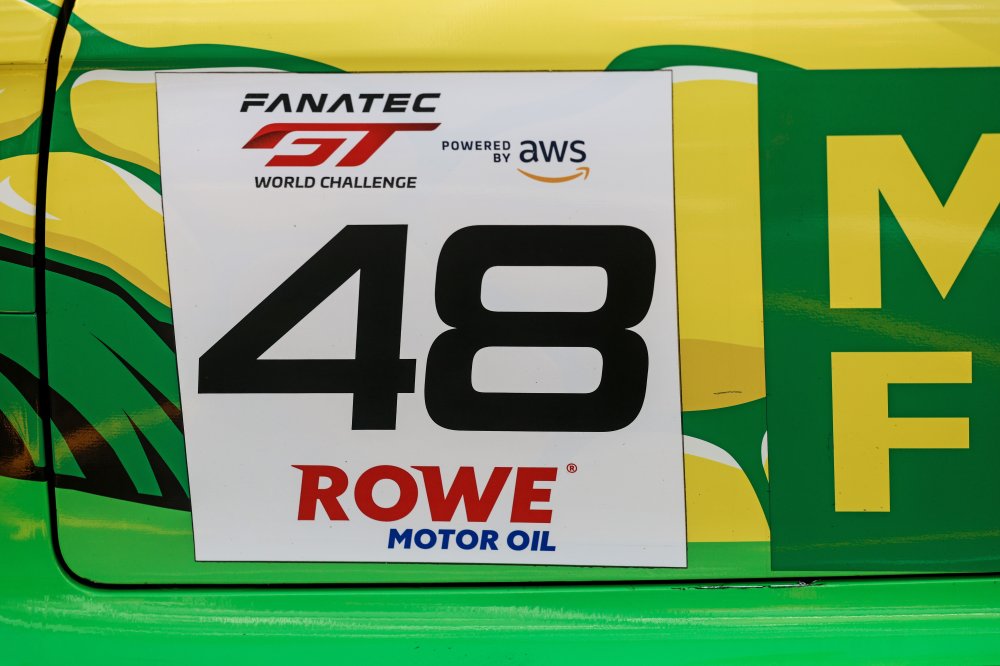 FANATEC
GT
WORLD CHALLENGE
POWERED
BY aws
48
ROWE®
MOTOR OIL
M
F